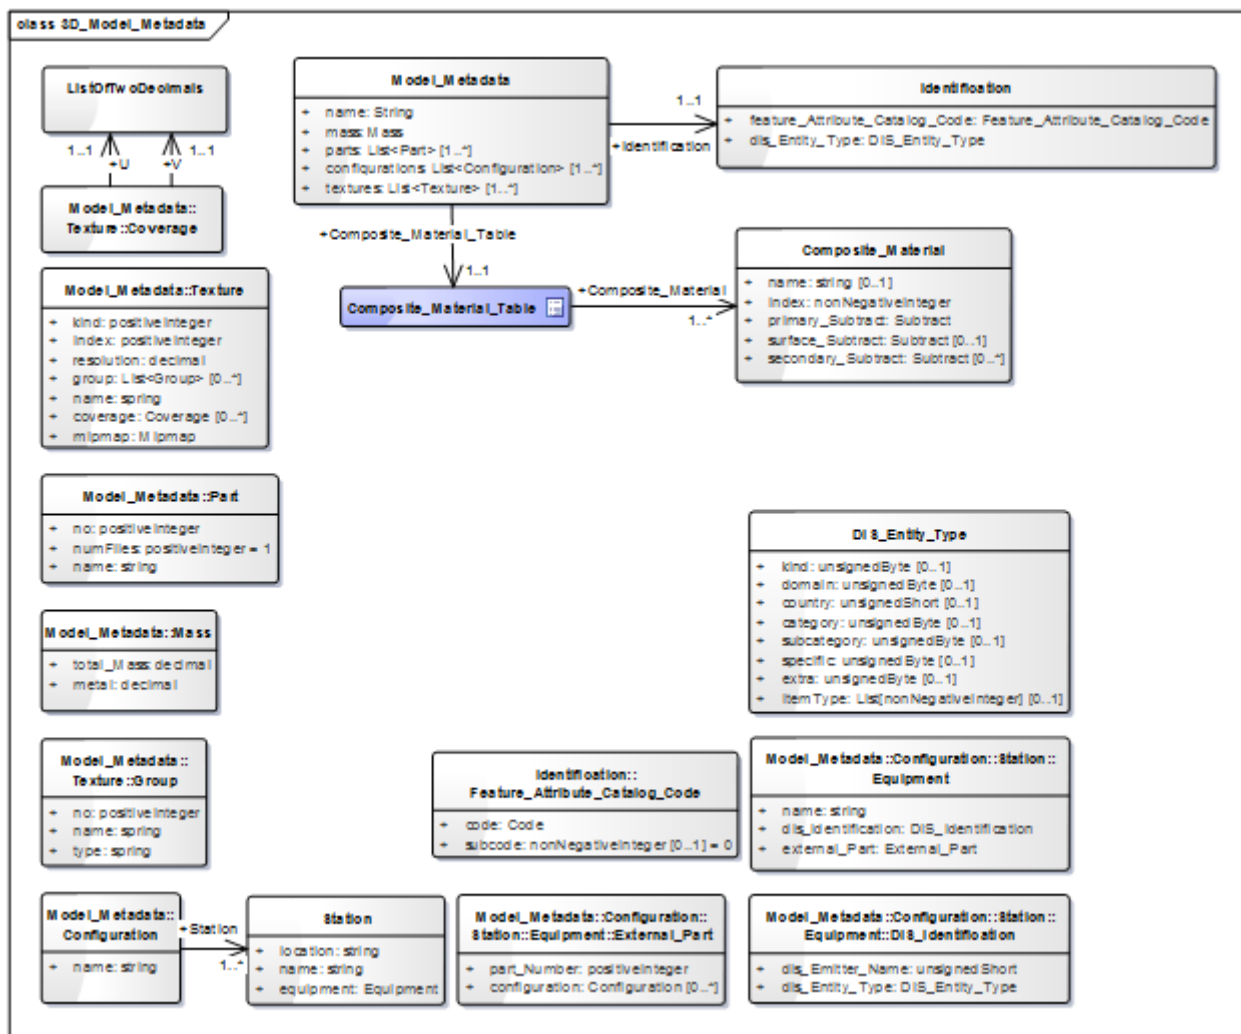 class 3D_Model_Metadata
ListOfTwoDecimals
1..1
1..1
+U
+V
Model_Metadata::
Texture::Coverage
Model_Metadata
+ name: String
+ mass: Mass
+ parts: List<Part> [1..*]
+ configurations: List<Configuration> [1..*]
+ textures: List<Texture> [1..*]
1..1
+Identification
Identification
+ feature_Attribute_Catalog_Code: Feature_Attribute_Catalog_Code
+ dis_Entity_Type: DIS_Entity_Type
+Composite_Material_Table
1..1
Composite_Material_Table
+Composite_Material
1..*
Composite_Material
+ name: string [0..1]
+ index: nonNegativeInteger
+ primary_Subtract: Subtract
+ surface_Subtract: Subtract [0..1]
+ secondary_Subtract: Subtract [0..*]
Model_Metadata::Texture
+ kind: positiveInteger
+ index: positiveInteger
+ resolution: decimal
+ group: List<Group> [0..*]
+ name: spring
+ coverage: Coverage [0..*]
+ mipmap: Mipmap
Model_Metadata::Part
+ no: positiveInteger
+ numFiles: positiveInteger = 1
+ name: string
DIS_Entity_Type
+ kind: unsignedByte [0..1]
+ domain: unsignedByte [0..1]
+ country: unsignedShort [0..1]
+ category: unsignedByte [0..1]
+ subcategory: unsignedByte [0..1]
+ specific: unsignedByte [0..1]
+ extra: unsignedByte [0..1]
+ itemType: List[nonNegativeInteger] [0..1]
Model_Metadata::Mass
+ total_Mass: decimal
+ metal: decimal
Model_Metadata::
Texture::Group
+ no: positiveInteger
+ name: spring
+ type: spring
Identification::
Feature_Attribute_Catalog_Code
+ code: Code
+ subcode: nonNegativeInteger [0..1] = 0
Model_Metadata::Configuration::Station::
Equipment
+ name: string
+ dis_Identification: DIS_Identification
+ external_Part: External_Part
Model_Metadata::
Configuration
+ name: string
+Station
1..*
Station
+ location: string
+ name: string
+ equipment: Equipment
Model_Metadata::Configuration::
Station::Equipment::External_Part
+ part_Number: positiveInteger
+ configuration: Configuration [0..*]
Model_Metadata::Configuration::Station::
Equipment::DIS_Identification
+ dis_Emitter_Name: unsignedShort
+ dis_Entity_Type: DIS_Entity_Type